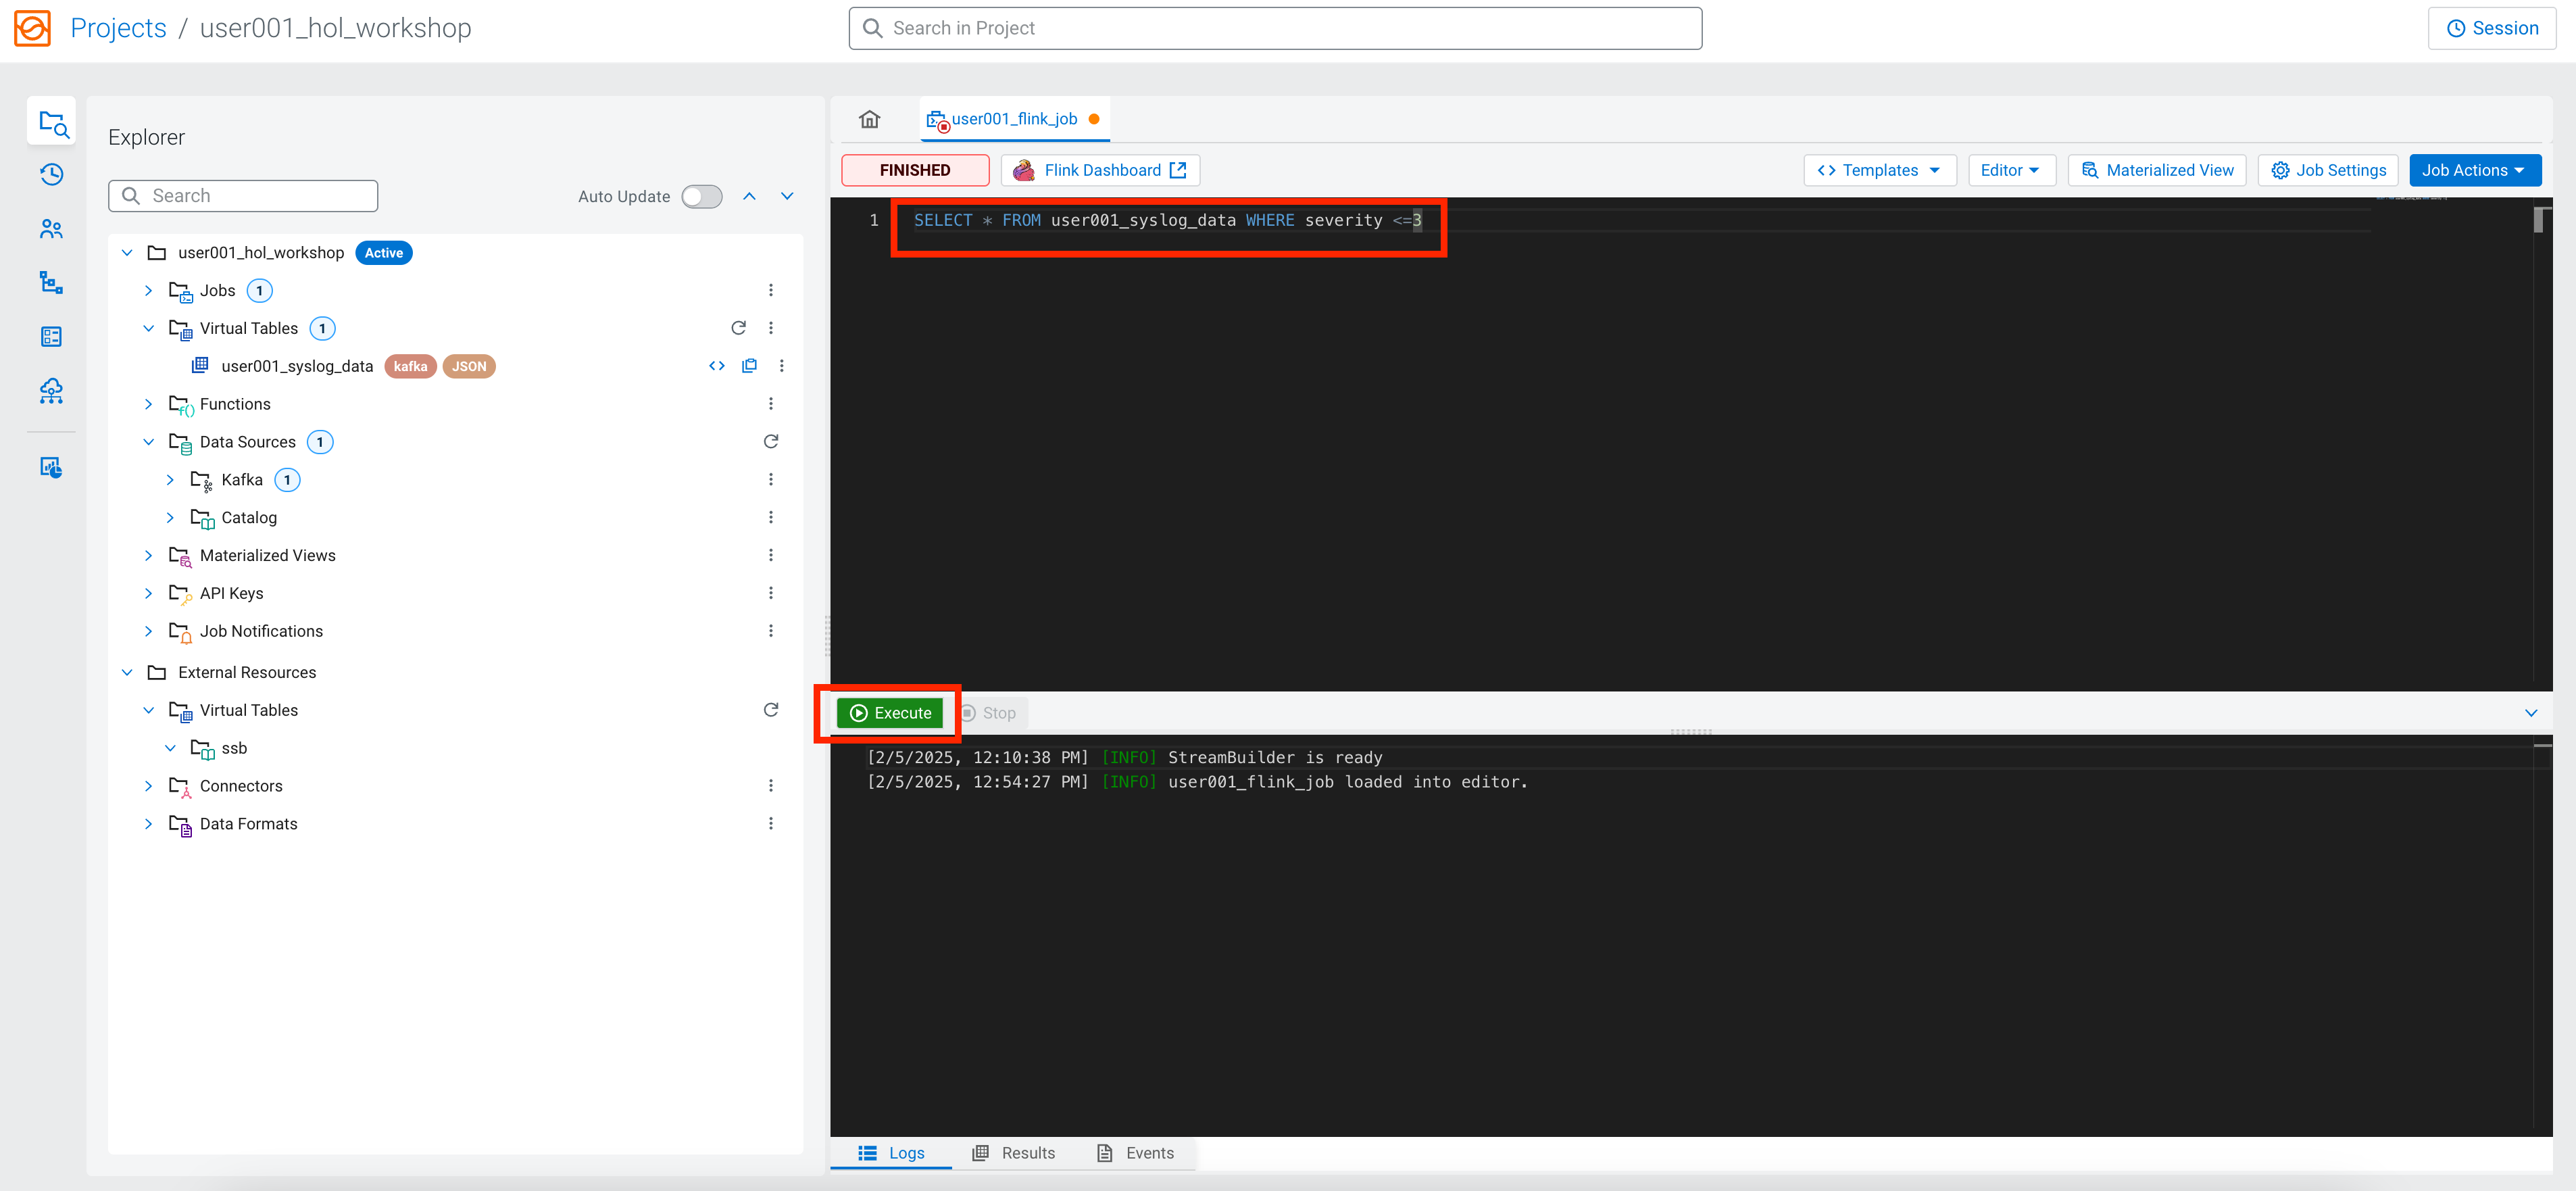 Projects / user001_hol_workshop
Search in Project
Session
Explorer
Search
Auto Update
user001_hol_workshop Active
Jobs 1
Virtual Tables 1
user001_syslog_data kafka JSON
Functions
Data Sources 1
Kafka 1
Catalog
Materialized Views
API Keys
Job Notifications
External Resources
Virtual Tables
ssb
Connectors
Data Formats
user001_flink_job
FINISHED
Flink Dashboard
<> Templates
Editor
Materialized View
Job Settings
Job Actions
1 SELECT * FROM user001_syslog_data WHERE severity <=3
Execute
Stop
[2/5/2025, 12:10:38 PM] [INFO] StreamBuilder is ready
[2/5/2025, 12:54:27 PM] [INFO] user001_flink_job loaded into editor.
Logs
Results
Events